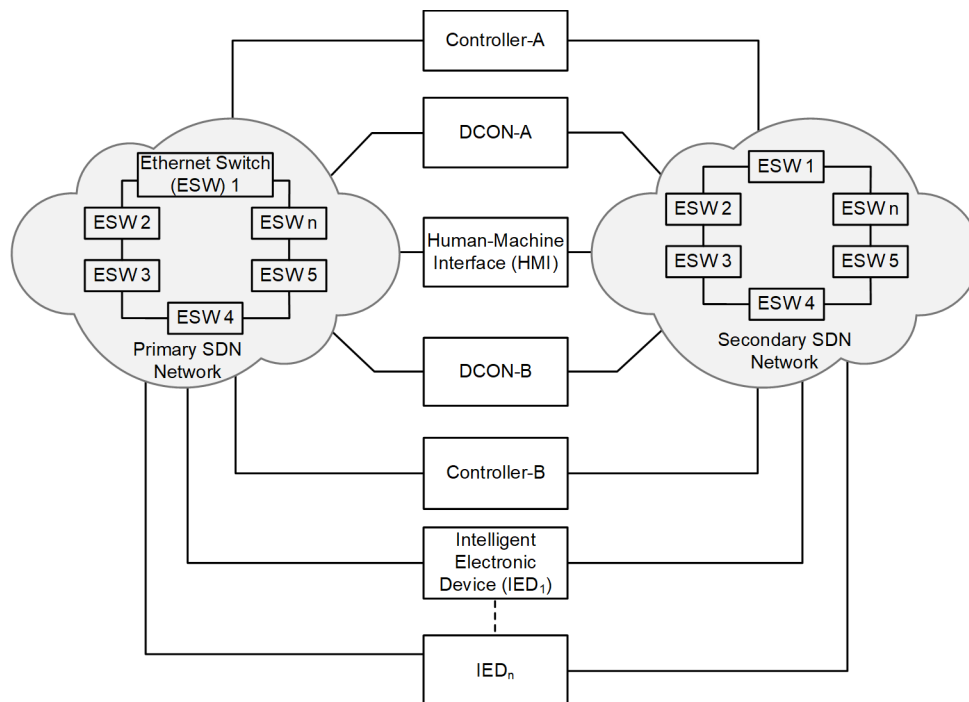 Controller-A
DCON-A
Human-Machine
Interface (HMI)
DCON-B
Controller-B
Intelligent
Electronic
Device (IED₁)
IEDₙ
Ethernet Switch
(ESW) 1
ESW 2
ESW n
ESW 3
ESW 5
ESW 4
Primary SDN
Network
ESW 1
ESW 2
ESW n
ESW 3
ESW 5
ESW 4
Secondary SDN
Network